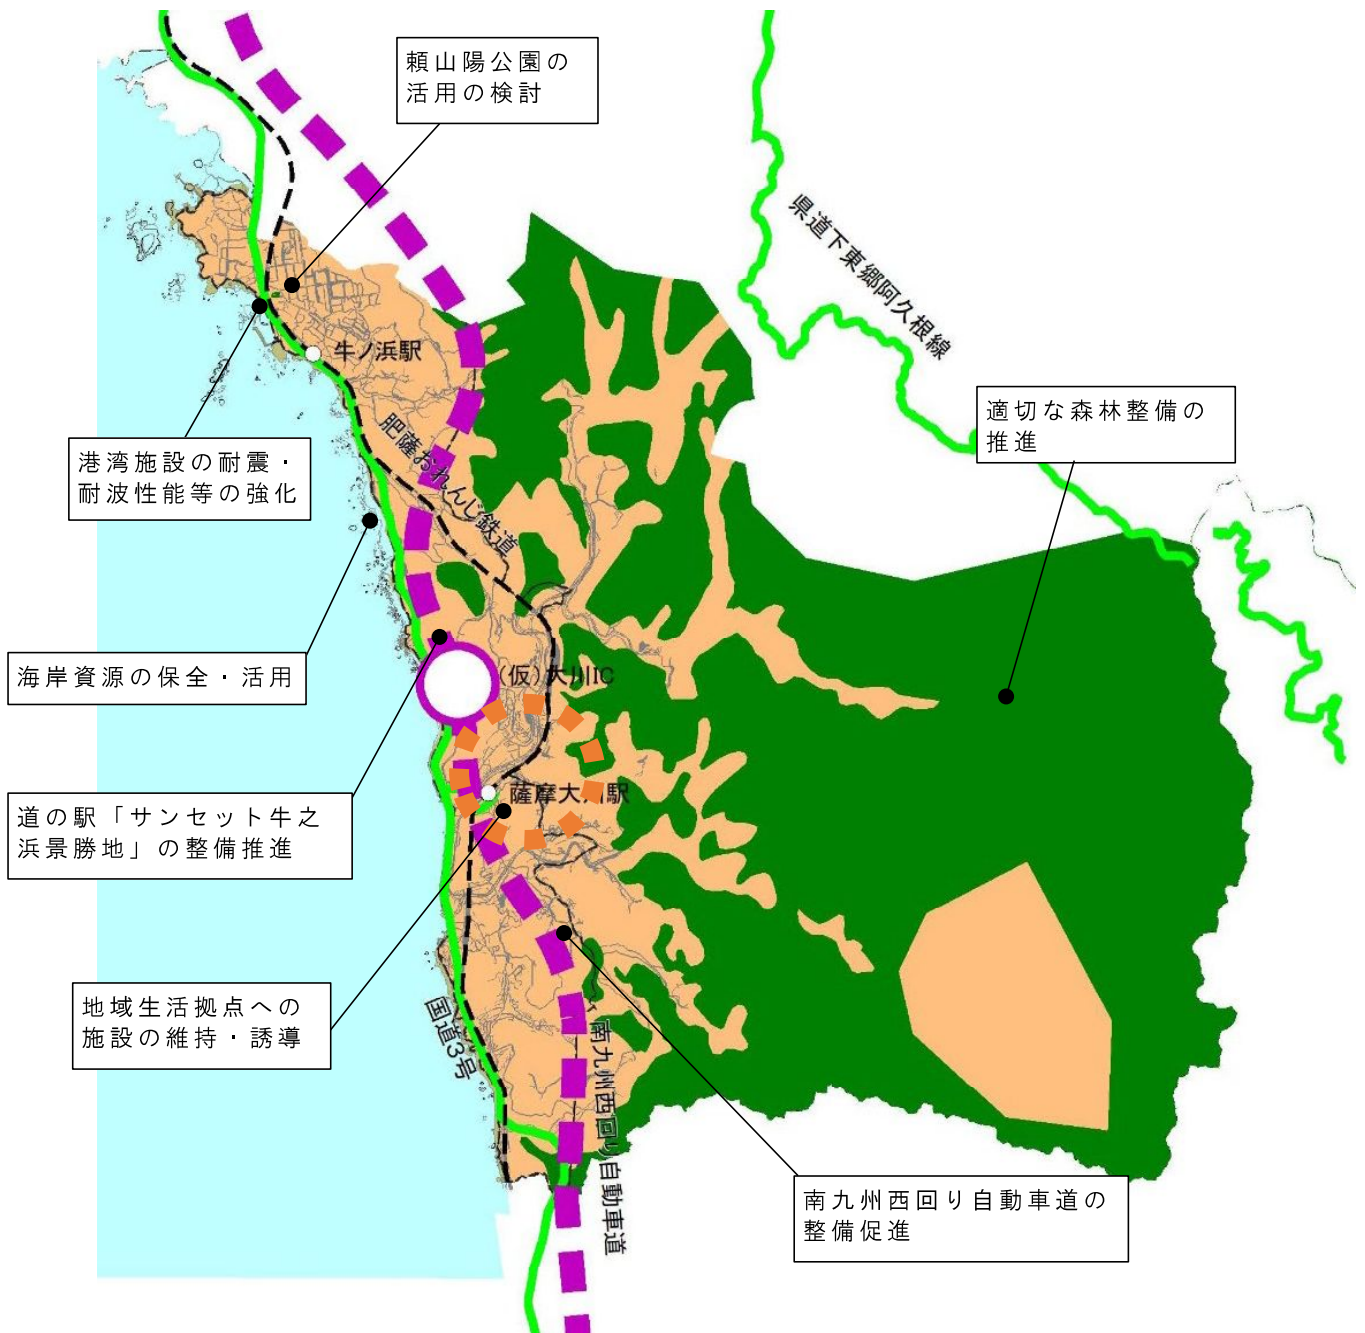 頼山陽公園の
活用の検討
県道下東郷阿久根線
牛ノ浜駅
適切な森林整備の
推進
肥薩おれんじ鉄道
港湾施設の耐震・
耐波性能等の強化
海岸資源の保全・活用
(仮)大川IC
道の駅「サンセット牛之
浜景勝地」の整備推進
薩摩大川駅
地域生活拠点への
施設の維持・誘導
国道3号
南九州西回り自動車道
南九州西回り自動車道の
整備促進